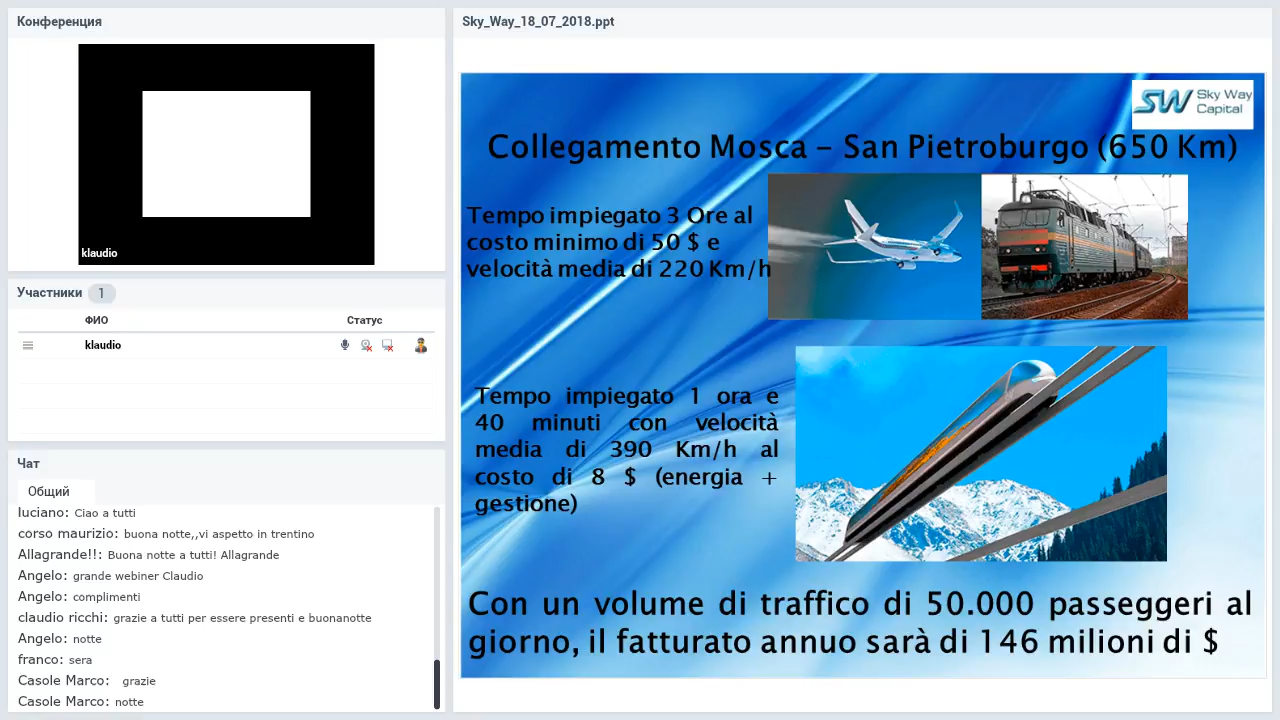 Конференция
klaudio
Участники 1
ФИО Статус
klaudio
Чат
Общий
luciano: Ciao a tutti
corso maurizio: buona notte,,vi aspetto in trentino
Allagrande!!: Buona notte a tutti! Allagrande
Angelo: grande webiner Claudio
Angelo: complimenti
claudio ricchi: grazie a tutti per essere presenti e buonanotte
Angelo: notte
franco: sera
Casole Marco: grazie
Casole Marco: notte
Sky_Way_18_07_2018.ppt
SW Sky Way
Capital
Collegamento Mosca – San Pietroburgo (650 Km)
Tempo impiegato 3 Ore al
costo minimo di 50 $ e
velocità media di 220 Km/h
Tempo impiegato 1 ora e
40 minuti con velocità
media di 390 Km/h al
costo di 8 $ (energia +
gestione)
Con un volume di traffico di 50.000 passeggeri al
giorno, il fatturato annuo sarà di 146 milioni di $